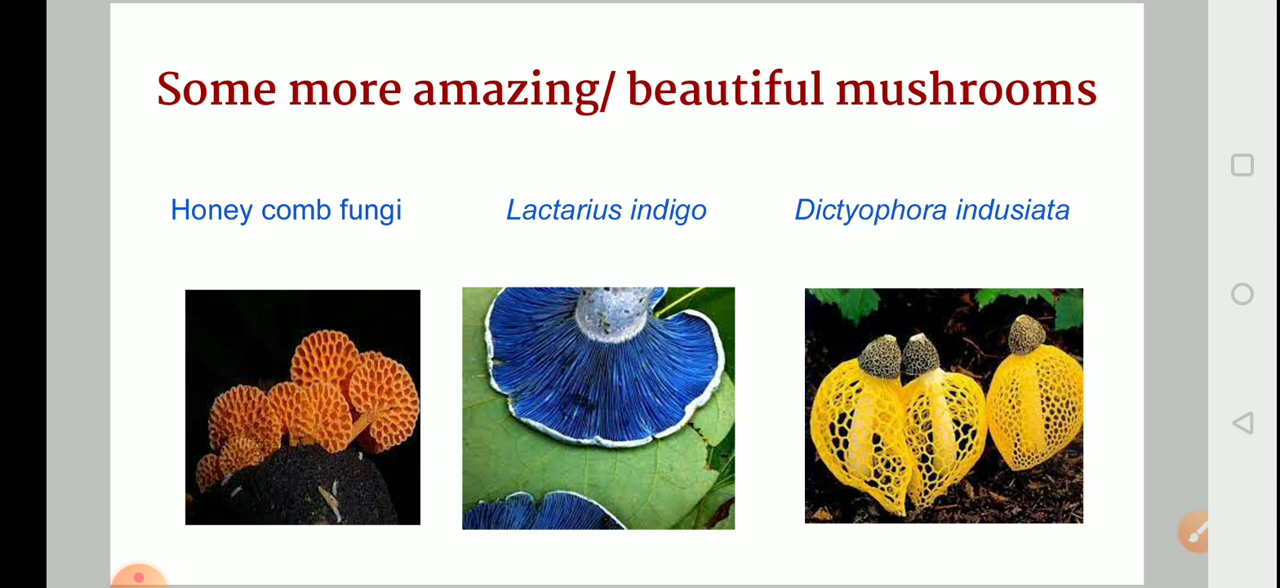 Some more amazing/ beautiful mushrooms
Honey comb fungi
Lactarius indigo
Dictyophora indusiata